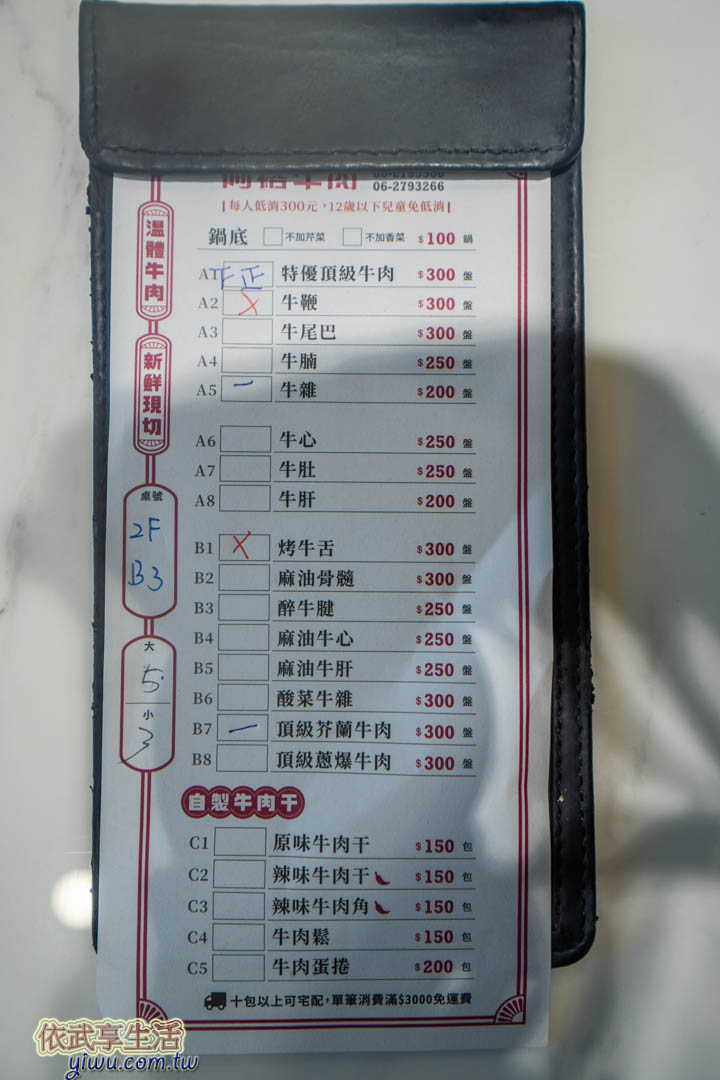 阿裕牛肉
06-2793266
每人低消300元，12歲以下兒童免低消
鍋底 不加芹菜 不加香菜 $100 鍋
溫體牛肉
新鮮現切
桌號
2F
B3
大
5
小
3
A1 正 特優頂級牛肉 $300 盤
A2 X 牛鞭 $300 盤
A3 牛尾巴 $300 盤
A4 牛腩 $250 盤
A5 一 牛雜 $200 盤
A6 牛心 $250 盤
A7 牛肚 $250 盤
A8 牛肝 $200 盤
B1 X 烤牛舌 $300 盤
B2 麻油骨髓 $300 盤
B3 醉牛腱 $250 盤
B4 麻油牛心 $250 盤
B5 麻油牛肝 $250 盤
B6 酸菜牛雜 $300 盤
B7 一 頂級芥蘭牛肉 $300 盤
B8 頂級蔥爆牛肉 $300 盤
自製牛肉干
C1 原味牛肉干 $150 包
C2 辣味牛肉干 $150 包
C3 辣味牛肉角 $150 包
C4 牛肉鬆 $150 包
C5 牛肉蛋捲 $200 包
十包以上可宅配，單筆消費滿$3000免運費
依武享生活
yiwu.com.tw